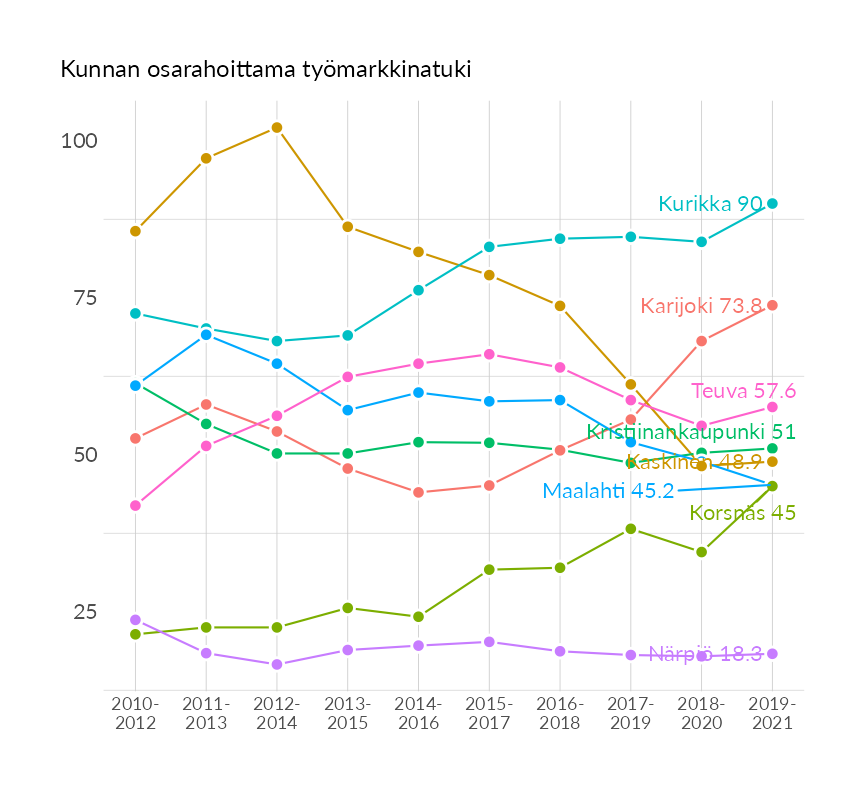 Kunnan osarahoittama työmarkkinatuki
100
75
50
25
Kurikka 90
Karijoki 73.8
Teuva 57.6
Kristiinankaupunki 51
Kaskinen 48.9
Maalahti 45.2
Korsnäs 45
Närpiö 18.3
2010- 2011- 2012- 2013- 2014- 2015- 2016- 2017- 2018- 2019-
2012 2013 2014 2015 2016 2017 2018 2019 2020 2021